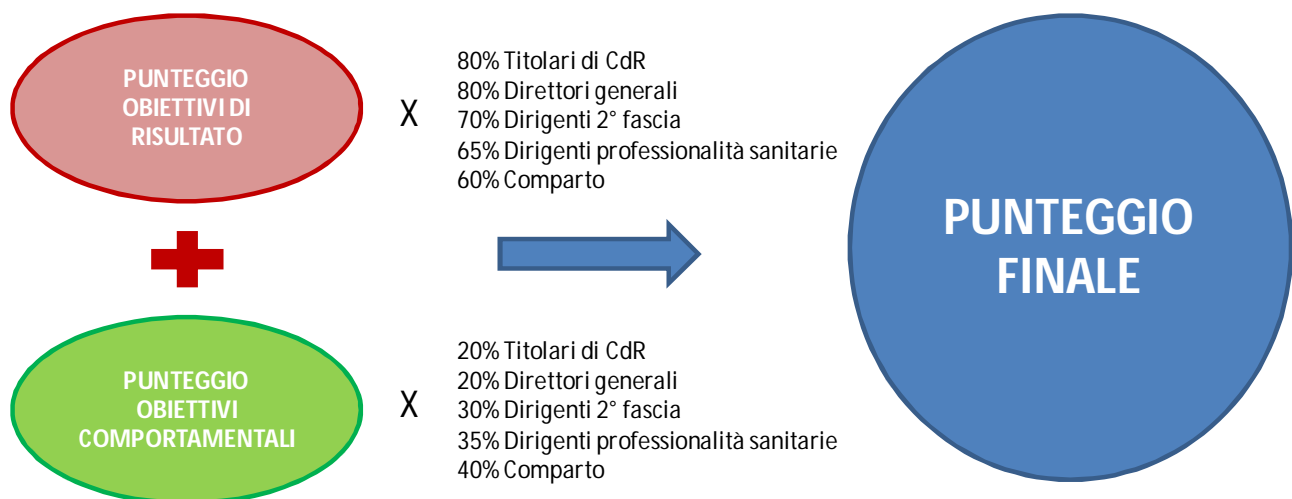 PUNTEGGIO
OBIETTIVI DI
RISULTATO
X
80% Titolari di CdR
80% Direttori generali
70% Dirigenti 2° fascia
65% Dirigenti professionalità sanitarie
60% Comparto
PUNTEGGIO
OBIETTIVI
COMPORTAMENTALI
X
20% Titolari di CdR
20% Direttori generali
30% Dirigenti 2° fascia
35% Dirigenti professionalità sanitarie
40% Comparto
PUNTEGGIO
FINALE